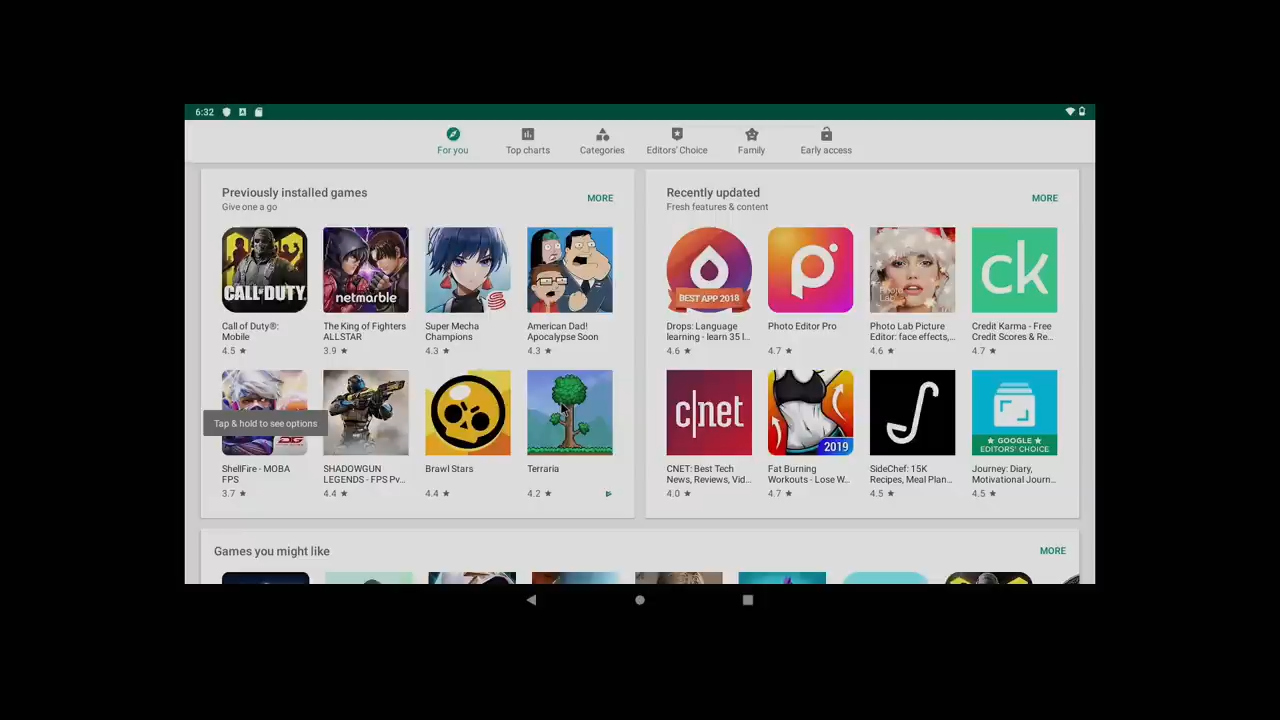 6:32
For you
Top charts
Categories
Editors' Choice
Family
Early access
Previously installed games
Give one a go
MORE
CALL OF DUTY
netmarble
Call of Duty®:
Mobile
4.5
The King of Fighters
ALLSTAR
3.9
Super Mecha
Champions
4.3
American Dad!
Apocalypse Soon
4.3
Tap & hold to see options
ShellFire - MOBA
FPS
3.7
SHADOWGUN
LEGENDS - FPS Pv...
4.4
Brawl Stars
4.4
Terraria
4.2
Recently updated
Fresh features & content
MORE
BEST APP 2018
Photo
Lab
ck
Drops: Language
learning - learn 35 l...
4.6
Photo Editor Pro
4.7
Photo Lab Picture
Editor: face effects,...
4.6
Credit Karma - Free
Credit Scores & Re...
4.7
c|net
2019
GOOGLE
EDITORS' CHOICE
CNET: Best Tech
News, Reviews, Vid...
4.0
Fat Burning
Workouts - Lose W...
4.7
SideChef: 15K
Recipes, Meal Plan...
4.5
Journey: Diary,
Motivational Journ...
4.5
Games you might like
MORE